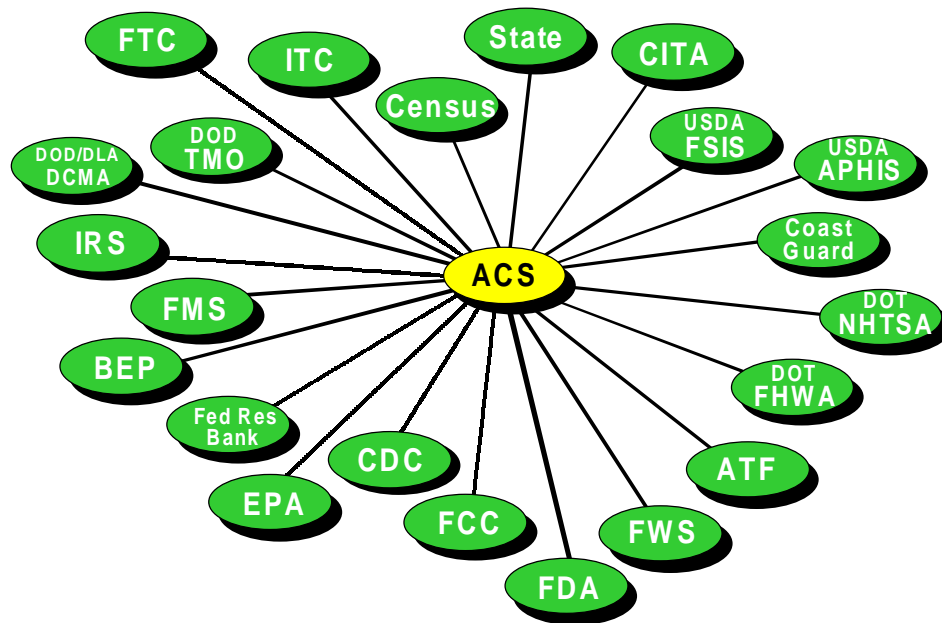 FTC
ITC
State
CITA
Census
DOD
TMO
USDA
FSIS
DOD/DLA
DCMA
USDA
APHIS
IRS
Coast
Guard
ACS
FMS
DOT
NHTSA
BEP
DOT
FHWA
Fed Res
Bank
CDC
ATF
EPA
FCC
FWS
FDA